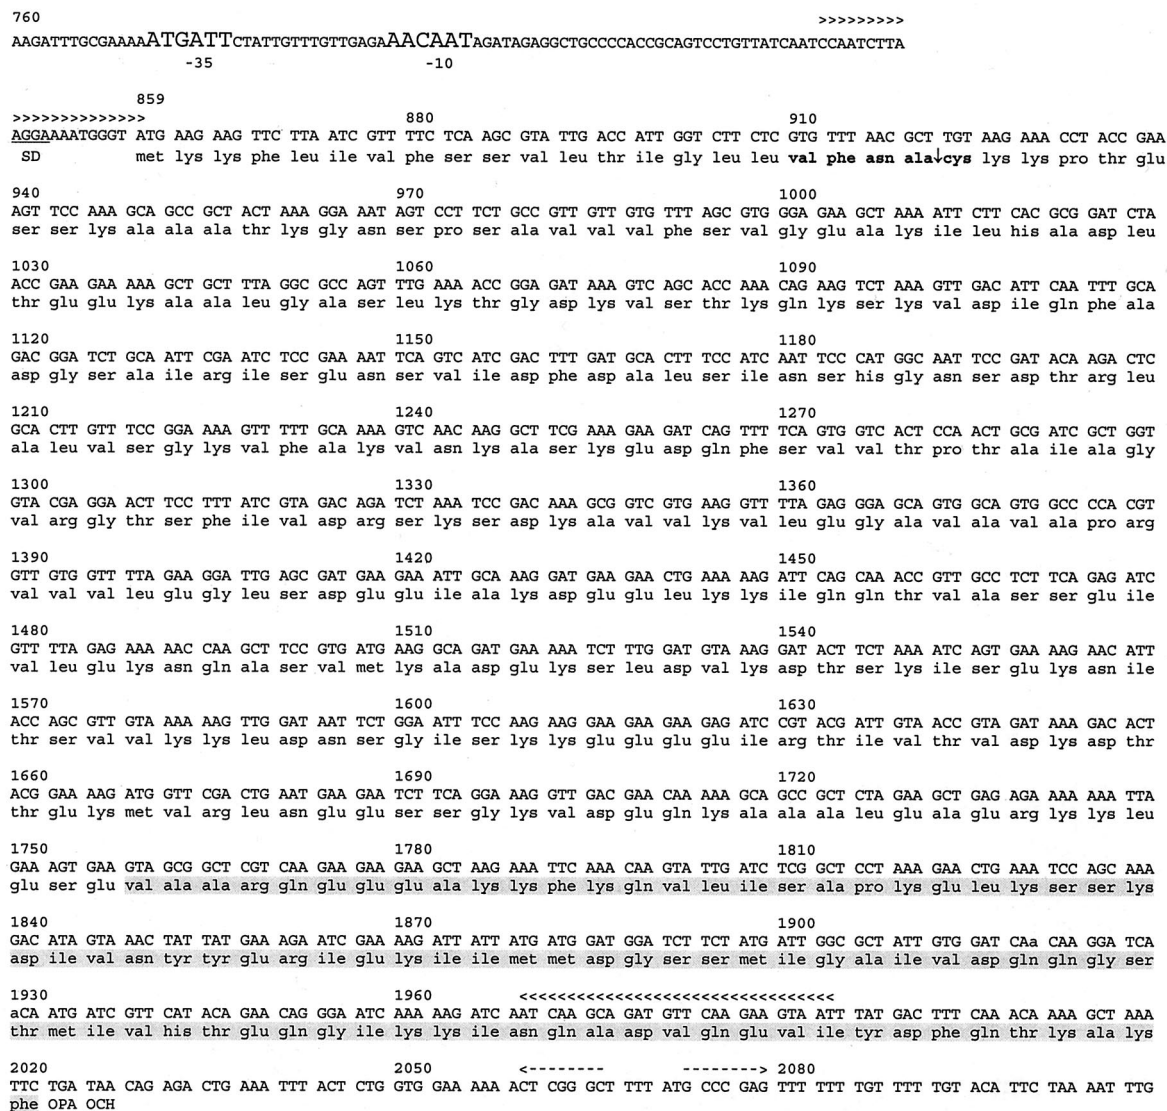 760 >>>>>>>>>
AAGATTTGCGAAAAATGATTCTATTGTTTGTTGAGAAACAATAGATAGAGGCTGCCCCACCGCAGTCCTGTTATCAATCCAATCTTA
-35 -10
859
>>>>>>>>>>>>>> 880 910
AGGAAAATGGGT ATG AAG AAG TTC TTA ATC GTT TTC TCA AGC GTA TTG ACC ATT GGT CTT CTC GTG TTT AAC GCT TGT AAG AAA CCT ACC GAA
SD met lys lys phe leu ile val phe ser ser val leu thr ile gly leu leu val phe asn ala↓cys lys lys pro thr glu
940 970 1000
AGT TCC AAA GCA GCC GCT ACT AAA GGA AAT AGT CCT TCT GCC GTT GTT GTG TTT AGC GTG GGA GAA GCT AAA ATT CTT CAC GCG GAT CTA
ser ser lys ala ala ala thr lys gly asn ser pro ser ala val val val phe ser val gly glu ala lys ile leu his ala asp leu
1030 1060 1090
ACC GAA GAA AAA GCT GCT TTA GGC GCC AGT TTG AAA ACC GGA GAT AAA GTC AGC ACC AAA CAG AAG TCT AAA GTT GAC ATT CAA TTT GCA
thr glu glu lys ala ala leu gly ala ser leu lys thr gly asp lys val ser thr lys gln lys ser lys val asp ile gln phe ala
1120 1150 1180
GAC GGA TCT GCA ATT CGA ATC TCC GAA AAT TCA GTC ATC GAC TTT GAT GCA CTT TCC ATC AAT TCC CAT GGC AAT TCC GAT ACA AGA CTC
asp gly ser ala ile arg ile ser glu asn ser val ile asp phe asp ala leu ser ile asn ser his gly asn ser asp thr arg leu
1210 1240 1270
GCA CTT GTT TCC GGA AAA GTT TTT GCA AAA GTC AAC AAG GCT TCG AAA GAA GAT CAG TTT TCA GTG GTC ACT CCA ACT GCG ATC GCT GGT
ala leu val ser gly lys val phe ala lys val asn lys ala ser lys glu asp gln phe ser val val thr pro thr ala ile ala gly
1300 1330 1360
GTA CGA GGA ACT TCC TTT ATC GTA GAC AGA TCT AAA TCC GAC AAA GCG GTC GTG AAG GTT TTA GAG GGA GCA GTG GCA GTG GCC CCA CGT
val arg gly thr ser phe ile val asp arg ser lys ser asp lys ala val val lys val leu glu gly ala val ala val ala pro arg
1390 1420 1450
GTT GTG GTT TTA GAA GGA TTG AGC GAT GAA GAA ATT GCA AAG GAT GAA GAA CTG AAA AAG ATT CAG CAA ACC GTT GCC TCT TCA GAG ATC
val val val leu glu gly leu ser asp glu glu ile ala lys asp glu glu leu lys lys ile gln gln thr val ala ser ser glu ile
1480 1510 1540
GTT TTA GAG AAA AAC CAA GCT TCC GTG ATG AAG GCA GAT GAA AAA TCT TTG GAT GTA AAG GAT ACT TCT AAA ATC AGT GAA AAG AAC ATT
val leu glu lys asn gln ala ser val met lys ala asp glu lys ser leu asp val lys asp thr ser lys ile ser glu lys asn ile
1570 1600 1630
ACC AGC GTT GTA AAA AAG TTG GAT AAT TCT GGA ATT TCC AAG AAG GAA GAA GAA GAG ATC CGT ACG ATT GTA ACC GTA GAT AAA GAC ACT
thr ser val val lys lys leu asp asn ser gly ile ser lys lys glu glu glu glu ile arg thr ile val thr val asp lys asp thr
1660 1690 1720
ACG GAA AAG ATG GTT CGA CTG AAT GAA GAA TCT TCA GGA AAG GTT GAC GAA CAA AAA GCA GCC GCT CTA GAA GCT GAG AGA AAA AAA TTA
thr glu lys met val arg leu asn glu glu ser ser gly lys val asp glu gln lys ala ala ala leu glu ala glu arg lys lys leu
1750 1780 1810
GAA AGT GAA GTA GCG GCT CGT CAA GAA GAA GAA GCT AAG AAA TTC AAA CAA GTA TTG ATC TCG GCT CCT AAA GAA CTG AAA TCC AGC AAA
glu ser glu val ala ala arg gln glu glu glu ala lys lys phe lys gln val leu ile ser ala pro lys glu leu lys ser ser lys
1840 1870 1900
GAC ATA GTA AAC TAT TAT GAA AGA ATC GAA AAG ATT ATT ATG ATG GAT GGA TCT TCT ATG ATT GGC GCT ATT GTG GAT CAa CAA GGA TCA
asp ile val asn tyr tyr glu arg ile glu lys ile ile met met asp gly ser ser met ile gly ala ile val asp gln gln gly ser
1930 1960 <<<<<<<<<<<<<<<<<<<<<<<<<<<<<<<<<
aCA ATG ATC GTT CAT ACA GAA CAG GGA ATC AAA AAG ATC AAT CAA GCA GAT GTT CAA GAA GTA ATT TAT GAC TTT CAA ACA AAA GCT AAA
thr met ile val his thr glu gln gly ile lys lys ile asn gln ala asp val gln glu val ile tyr asp phe gln thr lys ala lys
2020 2050 <-------- --------> 2080
TTC TGA TAA CAG AGA CTG AAA TTT ACT CTG GTG GAA AAA ACT CGG GCT TTT ATG CCC GAG TTT TTT TGT TTT TGT ACA TTC TAA AAT TTG
phe OPA OCH